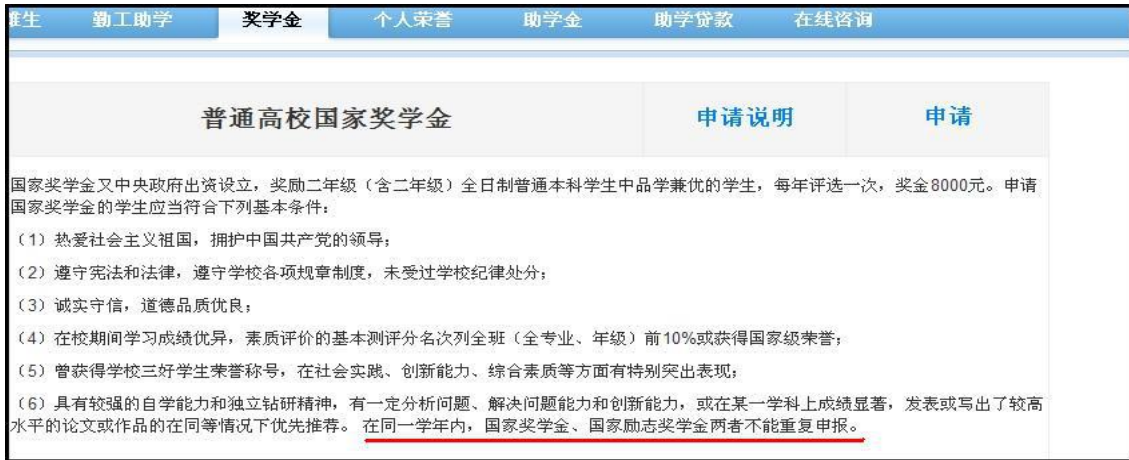 生 勤工助学 奖学金 个人荣誉 助学金 助学贷款 在线咨询
普通高校国家奖学金 申请说明 申请
国家奖学金又中央政府出资设立，奖励二年级（含二年级）全日制普通本科学生中品学兼优的学生，每年评选一次，奖金8000元。申请
国家奖学金的学生应当符合下列基本条件：
（1）热爱社会主义祖国，拥护中国共产党的领导；
（2）遵守宪法和法律，遵守学校各项规章制度，未受过学校纪律处分；
（3）诚实守信，道德品质优良；
（4）在校期间学习成绩优异，素质评价的基本测评分名次列全班（全专业、年级）前10%或获得国家级荣誉；
（5）曾获得学校三好学生荣誉称号，在社会实践、创新能力、综合素质等方面有特别突出表现；
（6）具有较强的自学能力和独立钻研精神，有一定分析问题、解决问题能力和创新能力，或在某一学科上成绩显著，发表或写出了较高
水平的论文或作品的在同等情况下优先推荐。 在同一学年内，国家奖学金、国家励志奖学金两者不能重复申报。